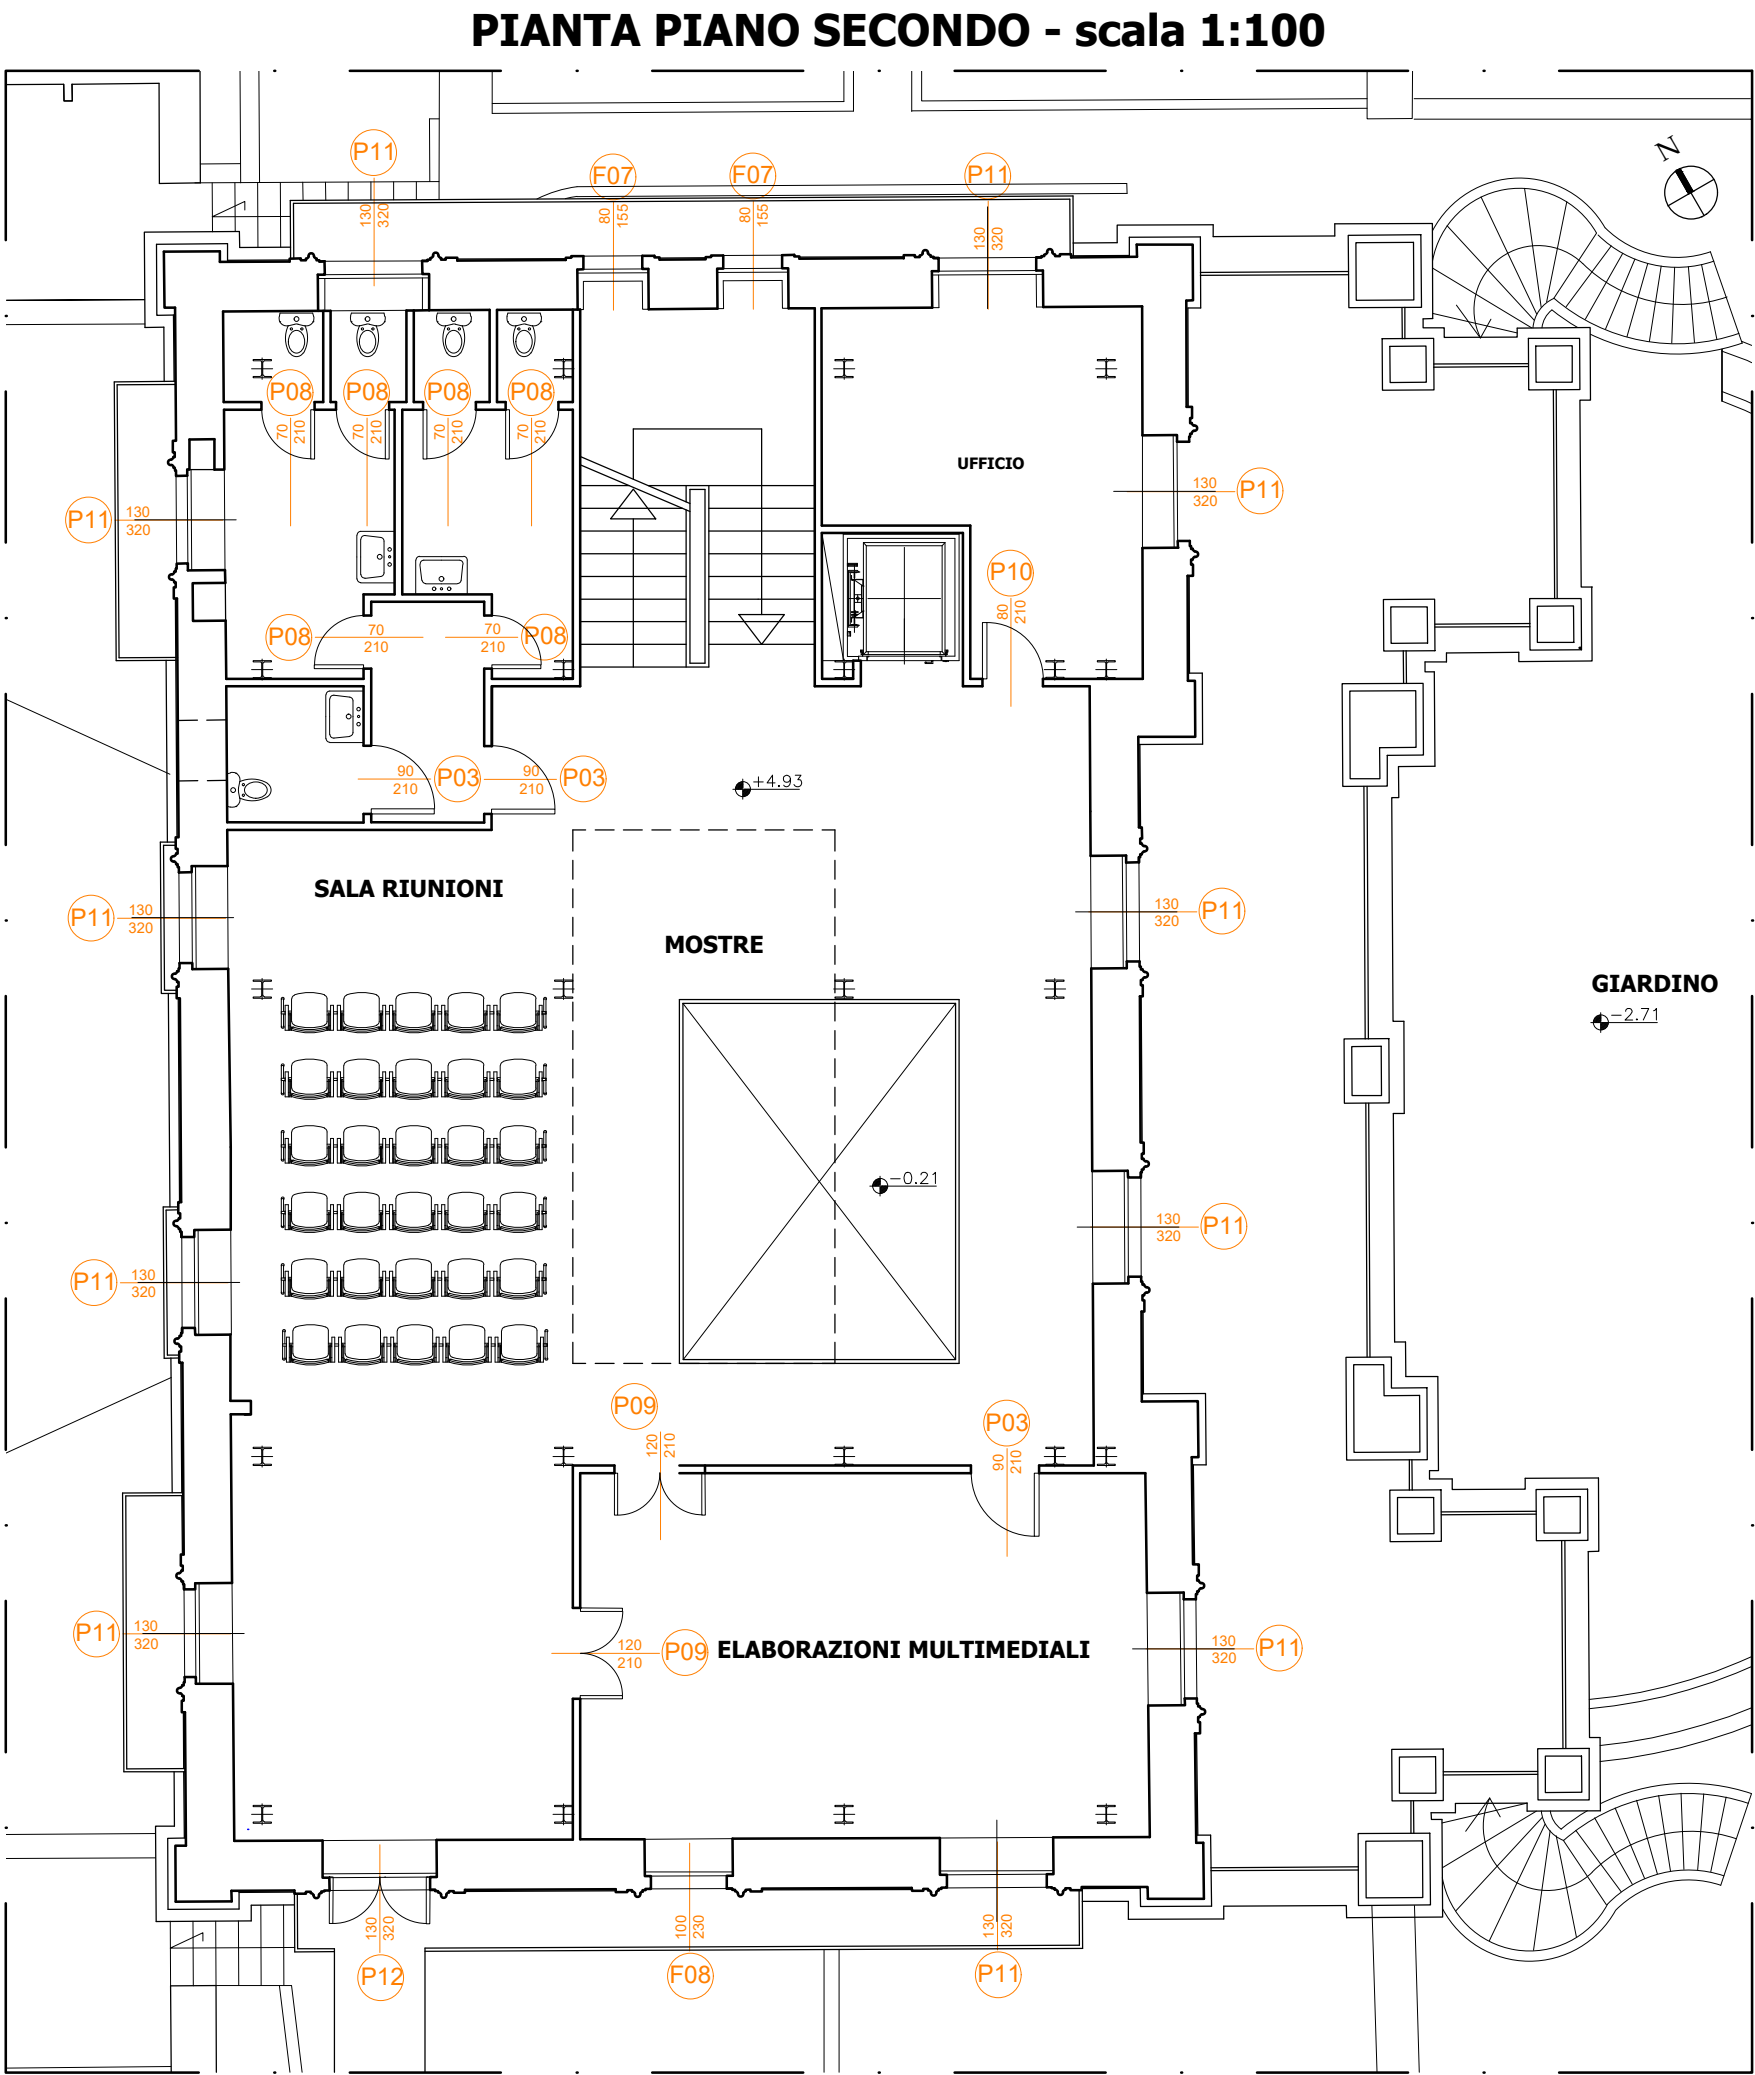 PIANTA PIANO SECONDO - scala 1:100
N
P11
130
320
F07
80
155
F07
80
155
P11
130
320
P08
70
210
P08
70
210
P08
70
210
P08
70
210
UFFICIO
P11
130
320
130
320
P11
P10
80
210
P08
70
210
70
210
P08
90
210
P03
90
210
P03
+4.93
SALA RIUNIONI
P11
130
320
130
320
P11
MOSTRE
GIARDINO
-2.71
-0.21
130
320
P11
P11
130
320
P09
120
210
P03
90
210
P11
130
320
120
210
P09
ELABORAZIONI MULTIMEDIALI
130
320
P11
130
320
P12
100
230
F08
130
320
P11